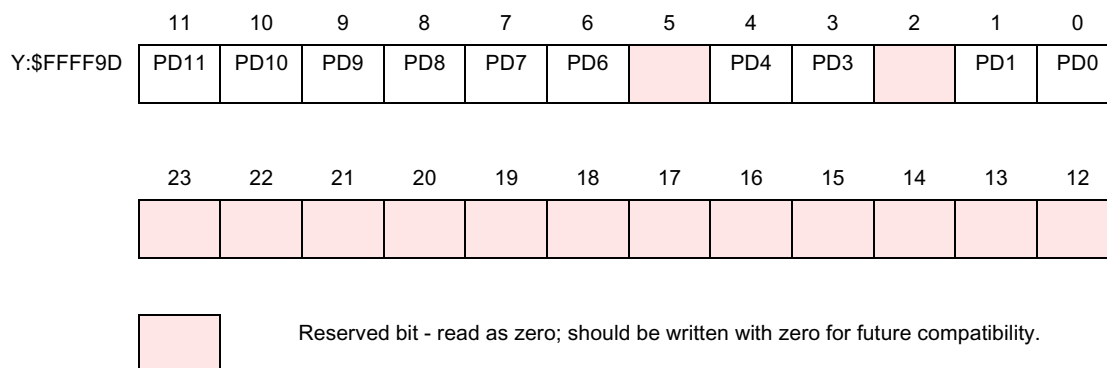 11 10 9 8 7 6 5 4 3 2 1 0
Y:$FFFF9D PD11 PD10 PD9 PD8 PD7 PD6 PD4 PD3 PD1 PD0
23 22 21 20 19 18 17 16 15 14 13 12
Reserved bit - read as zero; should be written with zero for future compatibility.